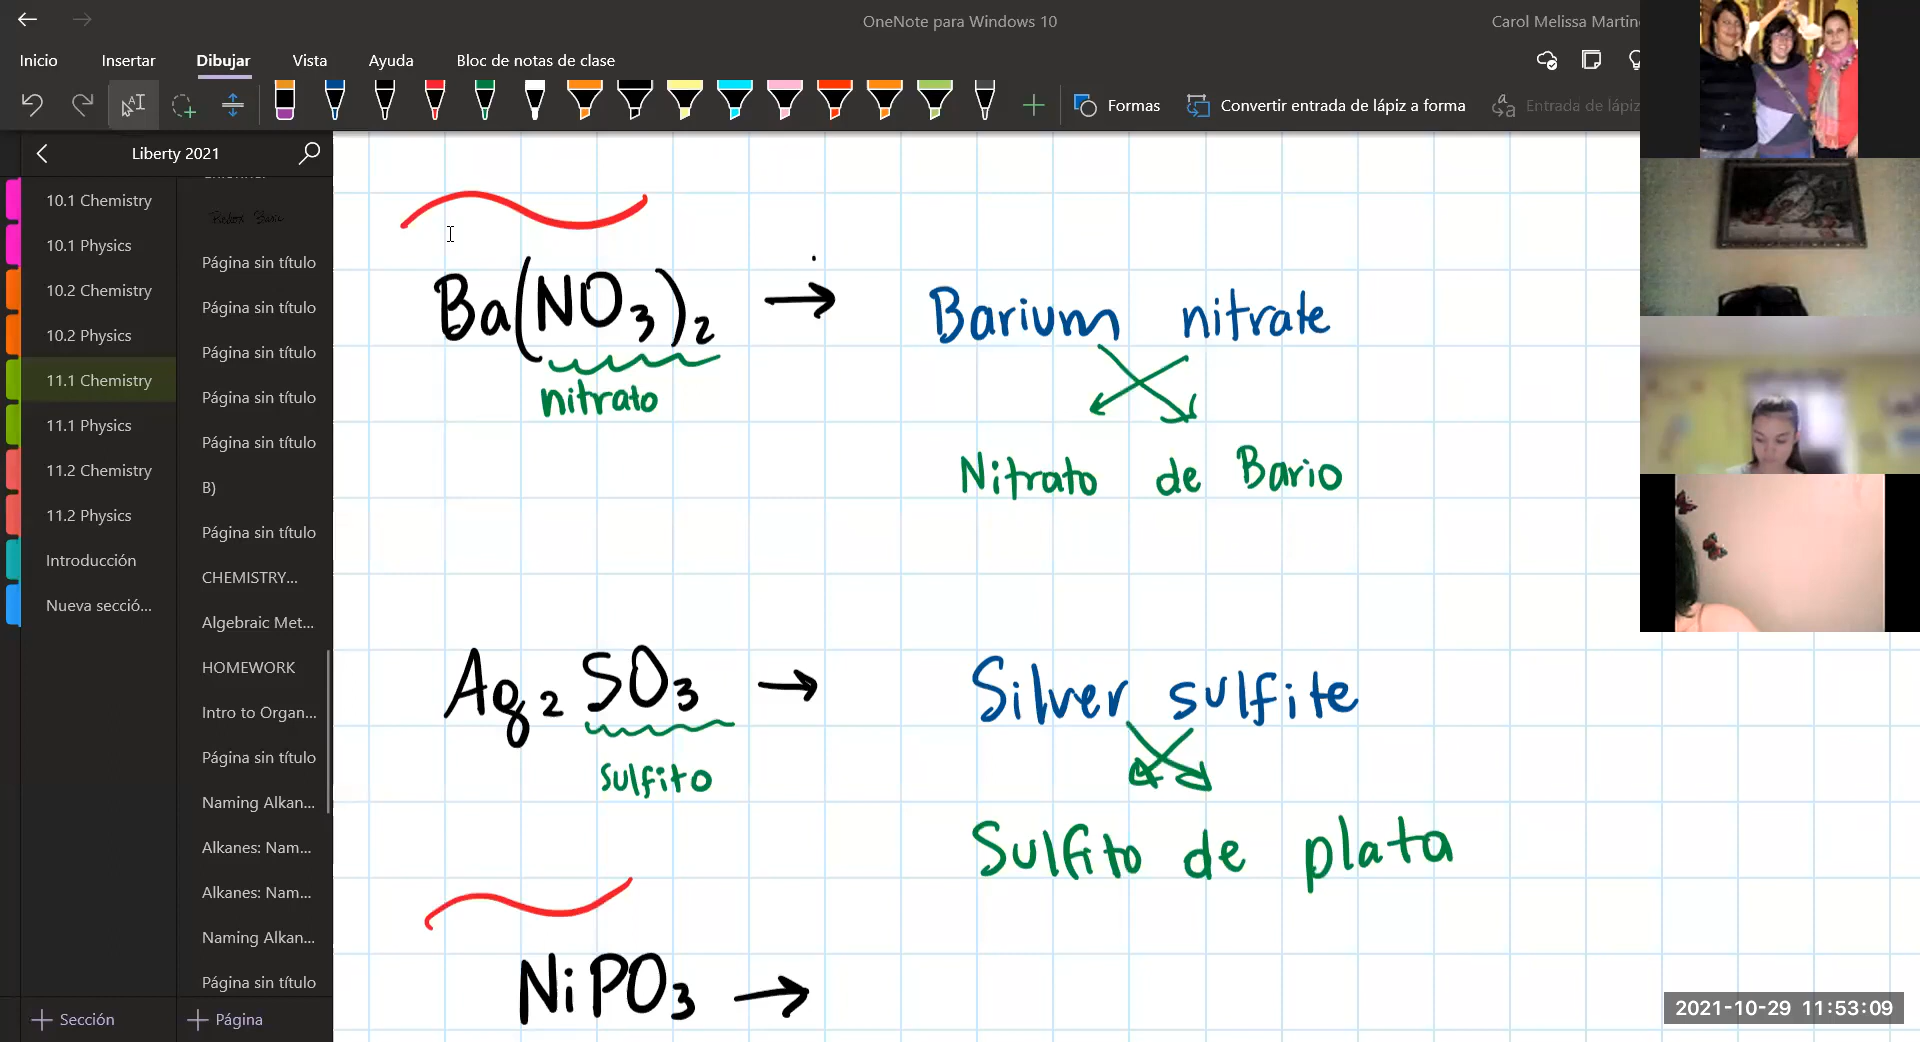 OneNote para Windows 10
Carol Melissa Martin
Inicio Insertar Dibujar Vista Ayuda Bloc de notas de clase
Formas Convertir entrada de lápiz a forma Entrada de lápiz
Liberty 2021
10.1 Chemistry
10.1 Physics
10.2 Chemistry
10.2 Physics
11.1 Chemistry
11.1 Physics
11.2 Chemistry
11.2 Physics
Introducción
Nueva secció...
Sección
Página sin título
Página sin título
Página sin título
Página sin título
Página sin título
B)
Página sin título
CHEMISTRY...
Algebraic Met...
HOMEWORK
Intro to Organ...
Página sin título
Naming Alkan...
Alkanes: Nam...
Alkanes: Nam...
Naming Alkan...
Página sin título
Página
Ba(NO₃)₂ → Barium nitrate
nitrato
Nitrato de Bario
Ag₂SO₃ → Silver sulfite
sulfito
Sulfito de plata
NiPO₃ →
2021-10-29 11:53:09